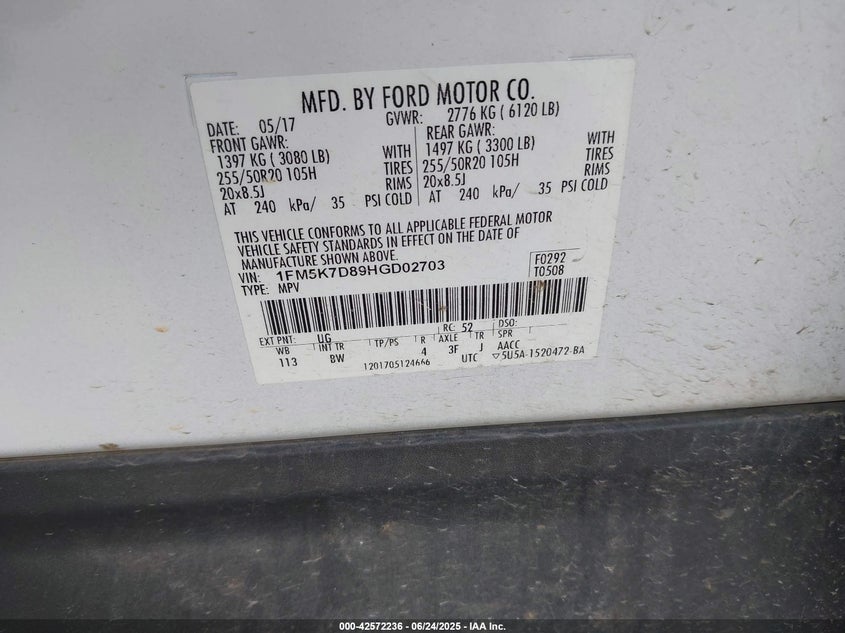 MFD. BY FORD MOTOR CO.
DATE: 05/17 GVWR: 2776 KG ( 6120 LB)
FRONT GAWR: REAR GAWR:
1397 KG ( 3080 LB) WITH 1497 KG ( 3300 LB) WITH
255/50R20 105H TIRES 255/50R20 105H TIRES
20x8.5J RIMS 20x8.5J RIMS
AT 240 kPa/ 35 PSI COLD AT 240 kPa/ 35 PSI COLD
THIS VEHICLE CONFORMS TO ALL APPLICABLE FEDERAL MOTOR
VEHICLE SAFETY STANDARDS IN EFFECT ON THE DATE OF
MANUFACTURE SHOWN ABOVE.
VIN: 1FM5K7D89HGD02703 F0292
TYPE: MPV T0508
EXT PNT: UG RC: 52 DSO:
WB INT TR TP/PS R AXLE TR SPR
113 BW 4 3F J AACC
1201705124666 UTC ▽5U5A-1520472-BA
000-42572236 - 06/24/2025 - IAA Inc.